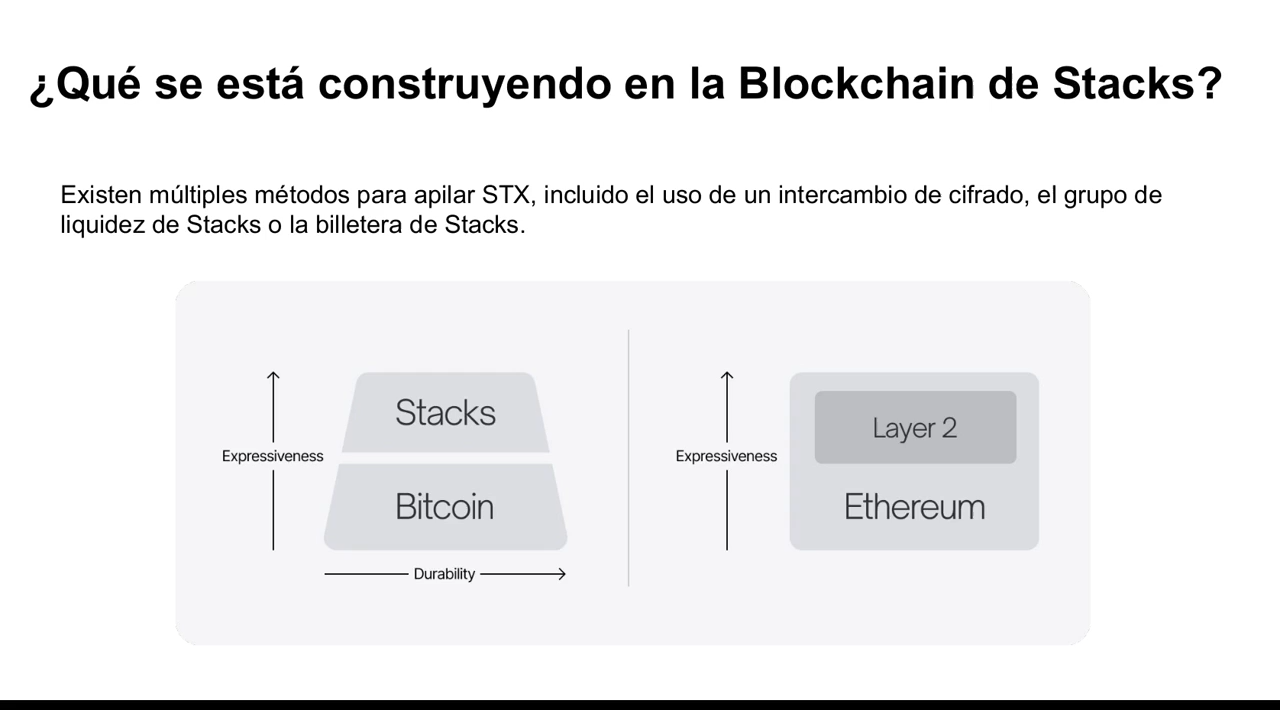 ¿Qué se está construyendo en la Blockchain de Stacks?
Existen múltiples métodos para apilar STX, incluido el uso de un intercambio de cifrado, el grupo de
liquidez de Stacks o la billetera de Stacks.
Stacks
Expressiveness
Bitcoin
Durability
Layer 2
Expressiveness
Ethereum